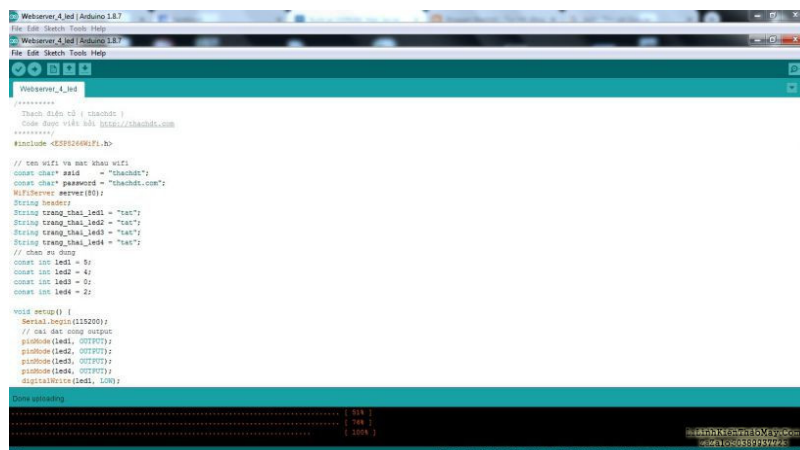 Webserver_4_led | Arduino 1.8.7
File Edit Sketch Tools Help
Webserver_4_led | Arduino 1.8.7
File Edit Sketch Tools Help
Webserver_4_led
/*********
Thach điện tử | thachdt |
Code được viết bởi http://thachdt.com
*********/
#include <ESP8266WiFi.h>
// ten wifi va mat khau wifi
const char* ssid = "thachdt";
const char* password = "thachdt.com";
WiFiServer server(80);
String header;
String trang_thai_led1 = "tat";
String trang_thai_led2 = "tat";
String trang_thai_led3 = "tat";
String trang_thai_led4 = "tat";
// chan su dung
const int led1 = 5;
const int led2 = 4;
const int led3 = 0;
const int led4 = 2;
void setup() {
Serial.begin(115200);
// cai dat cong output
pinMode(led1, OUTPUT);
pinMode(led2, OUTPUT);
pinMode(led3, OUTPUT);
pinMode(led4, OUTPUT);
digitalWrite(led1, LOW);
Done uploading.
[ 100% ]
LinhKienThaoMay.Com